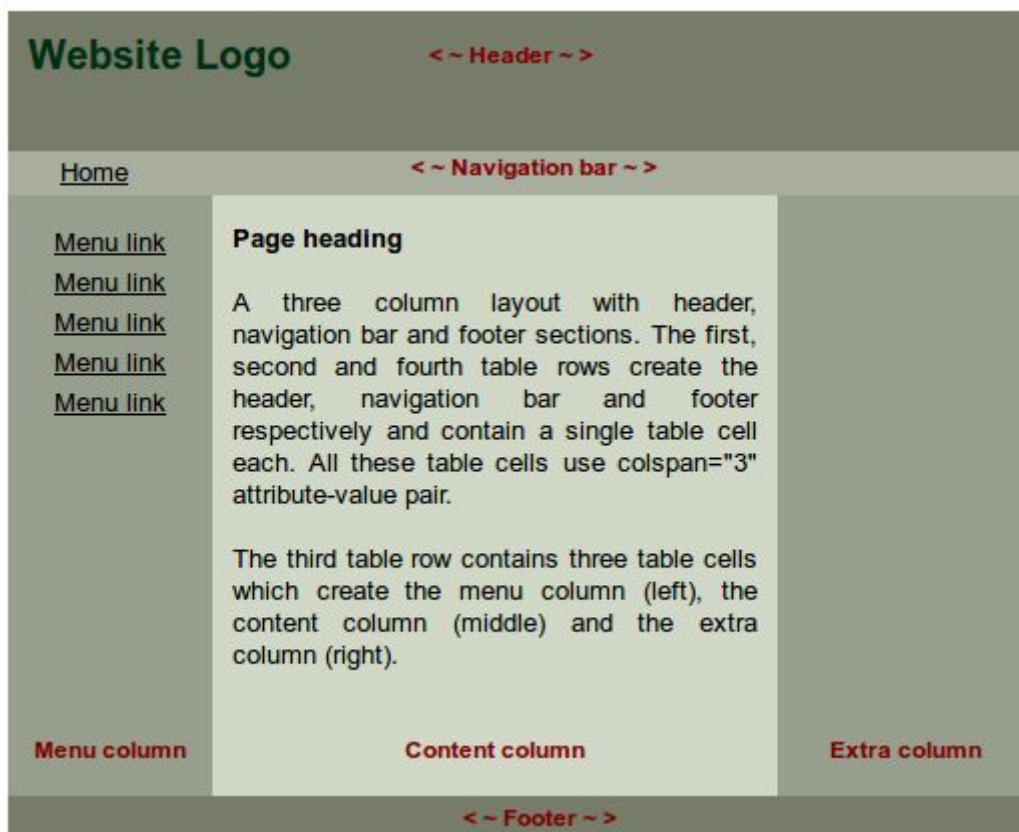 Website Logo
< ~ Header ~ >
Home
< ~ Navigation bar ~ >
Menu link
Menu link
Menu link
Menu link
Menu link
Page heading
A three column layout with header,
navigation bar and footer sections. The first,
second and fourth table rows create the
header, navigation bar and footer
respectively and contain a single table cell
each. All these table cells use colspan="3"
attribute-value pair.
The third table row contains three table cells
which create the menu column (left), the
content column (middle) and the extra
column (right).
Menu column
Content column
Extra column
< ~ Footer ~ >